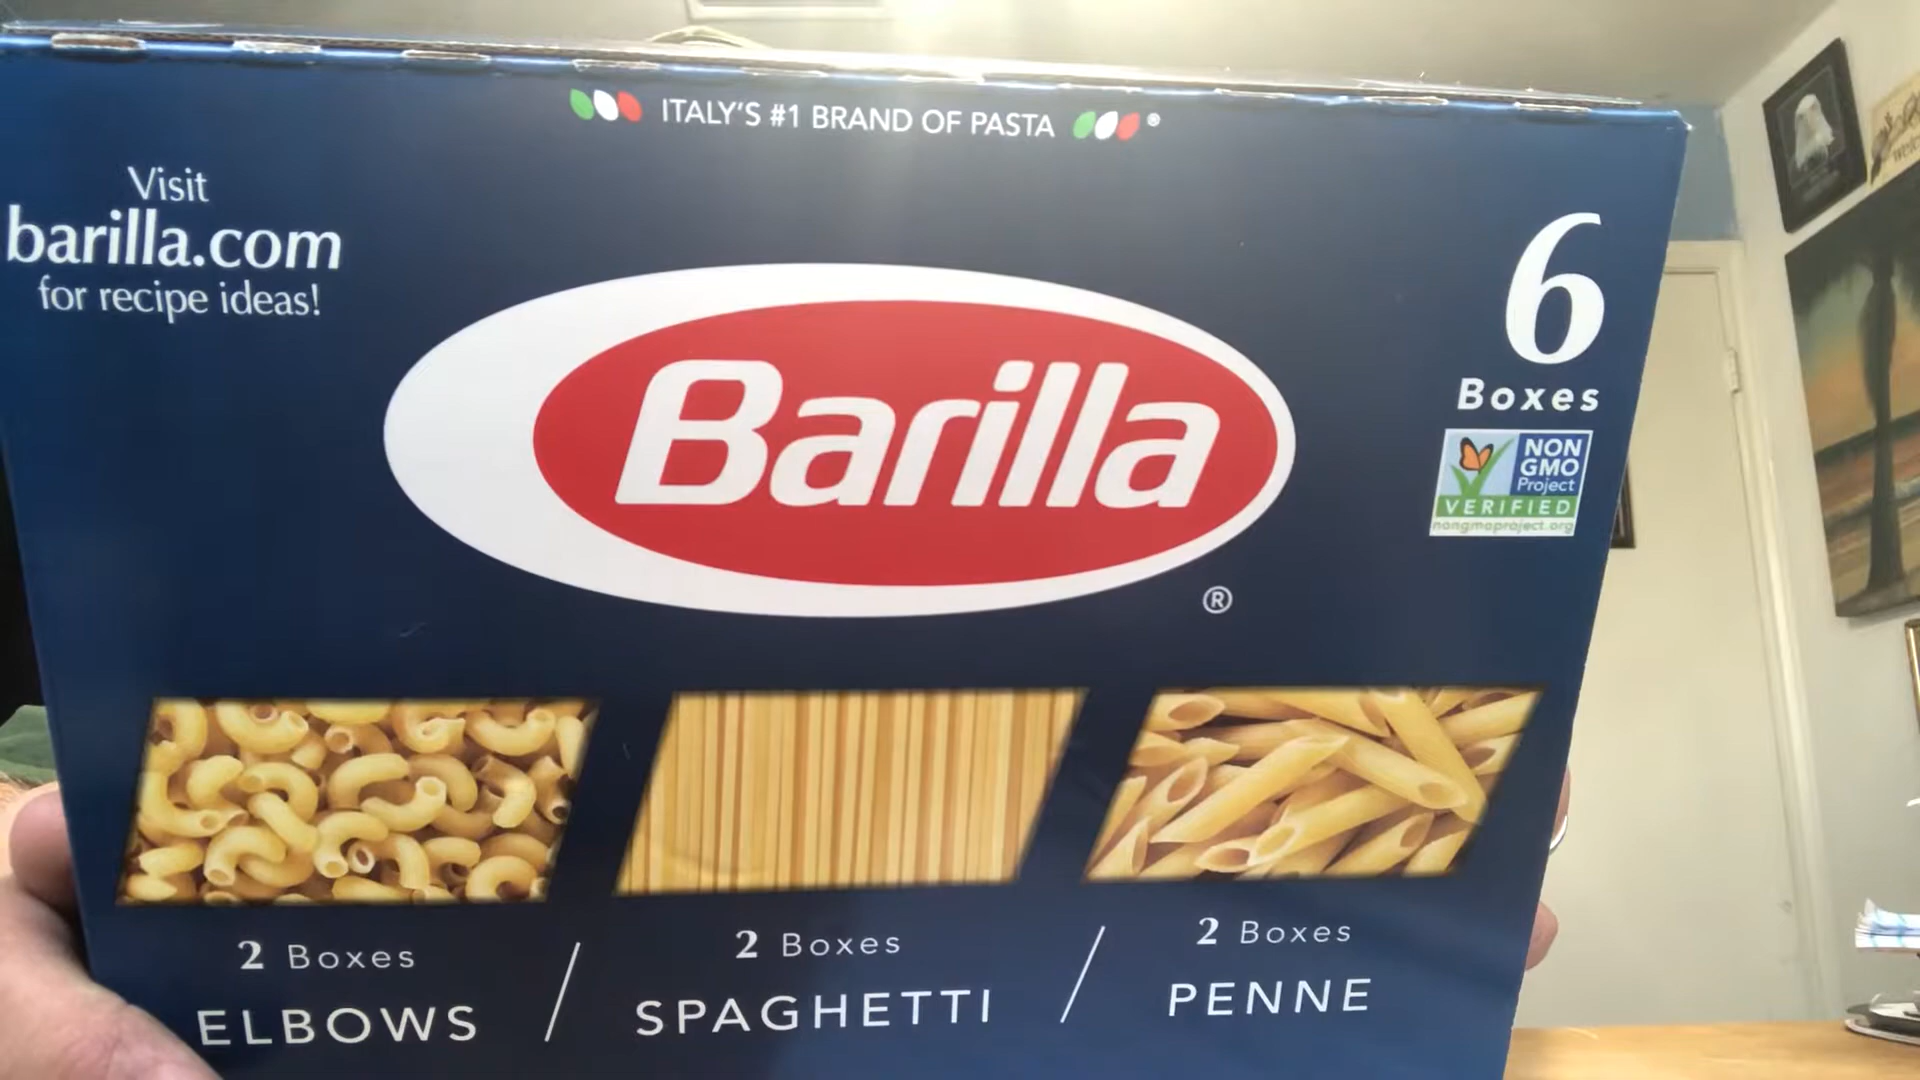 ITALY'S #1 BRAND OF PASTA ®
Visit
barilla.com
for recipe ideas!
6
Boxes
NON
GMO
Project
VERIFIED
nongmoproject.org
Barilla
®
2 Boxes
ELBOWS
2 Boxes
SPAGHETTI
2 Boxes
PENNE